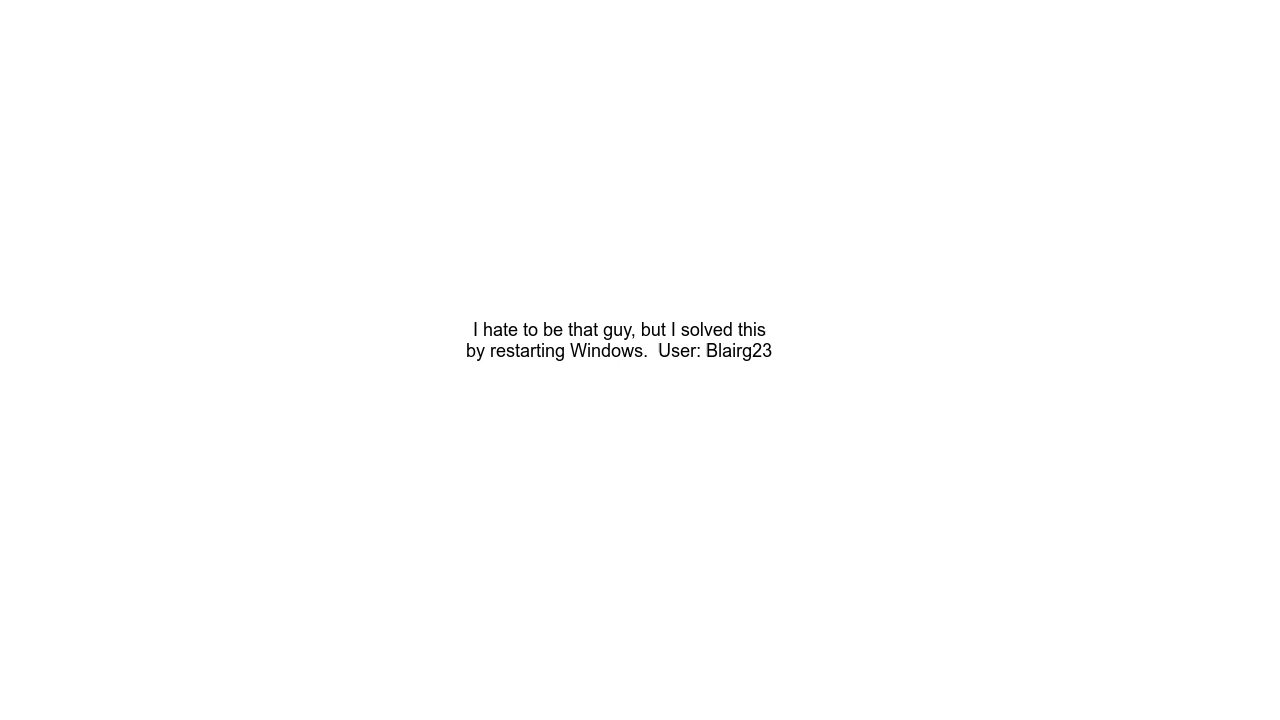 I hate to be that guy, but I solved this
by restarting Windows.  User: Blairg23